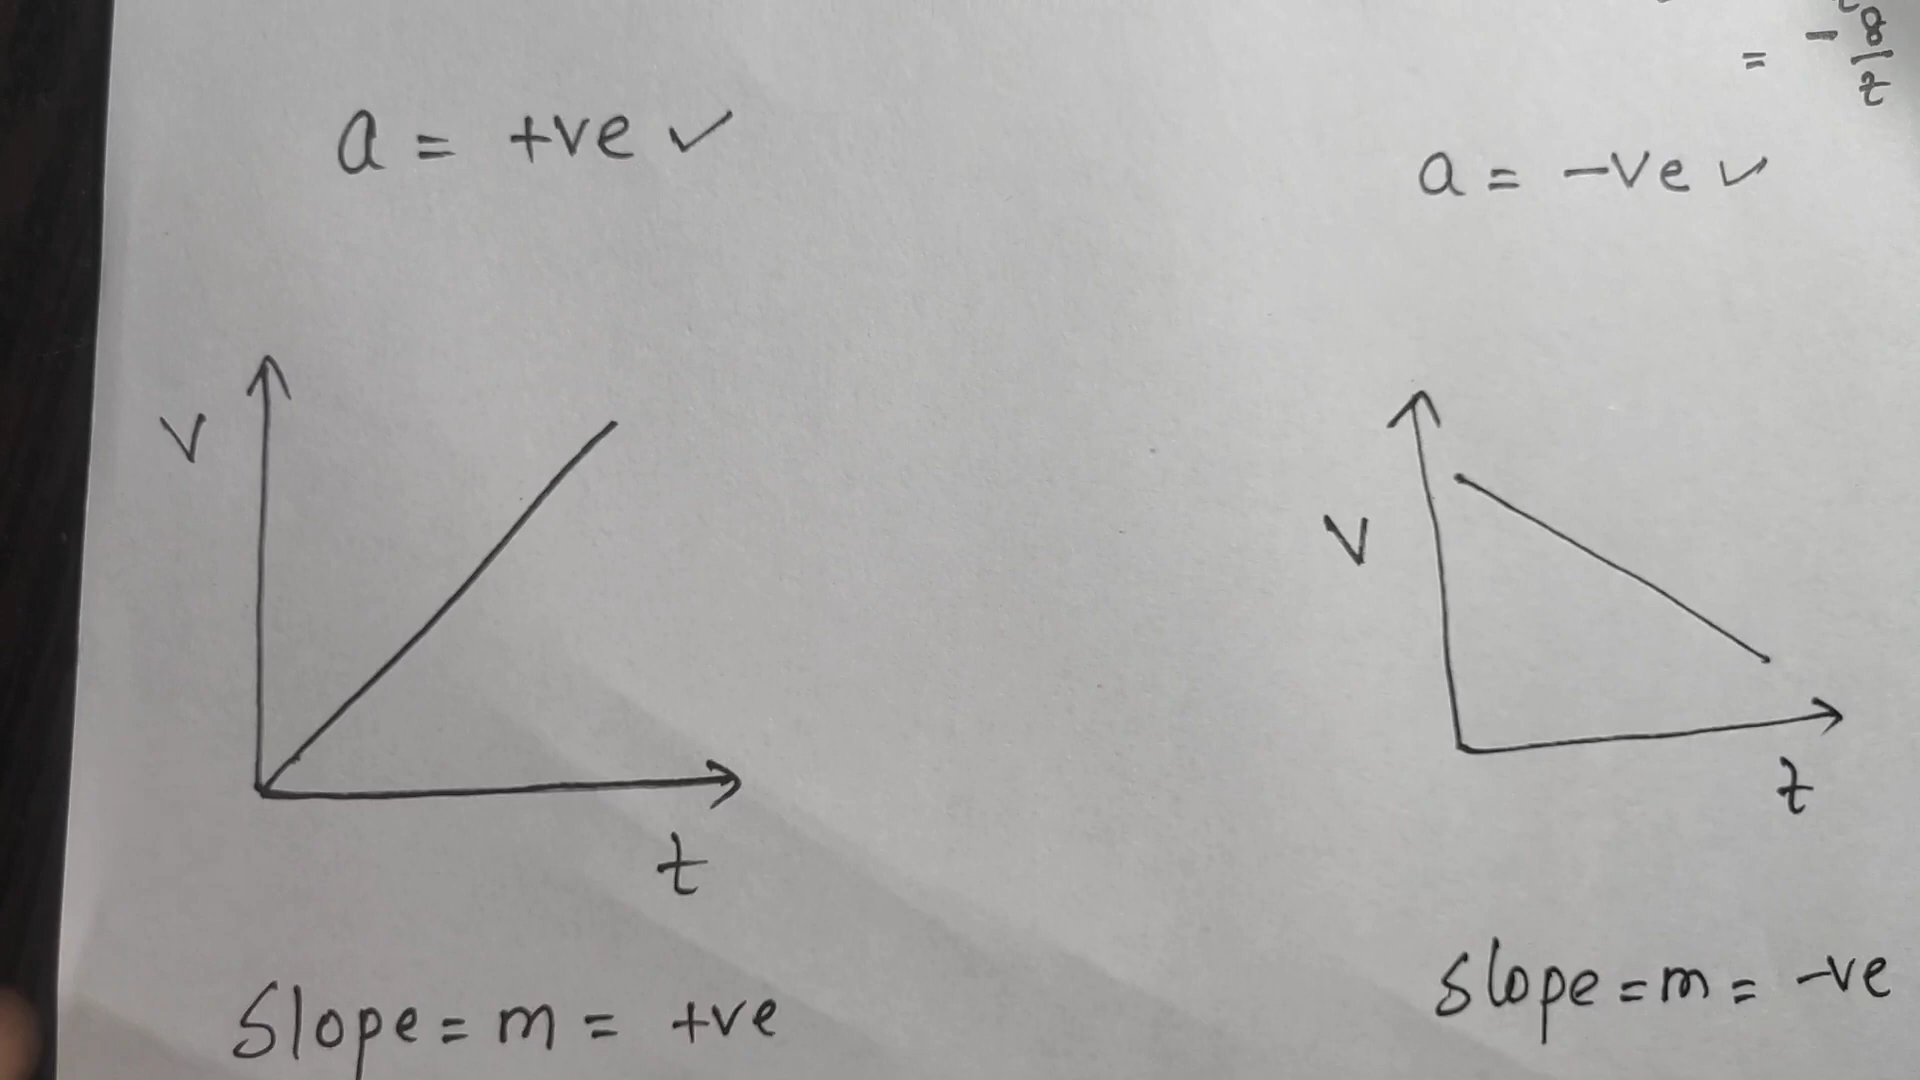 = - 8/t
a = +ve ✓
a = -ve ✓
V
t
V
t
Slope = m = +ve
Slope = m = -ve